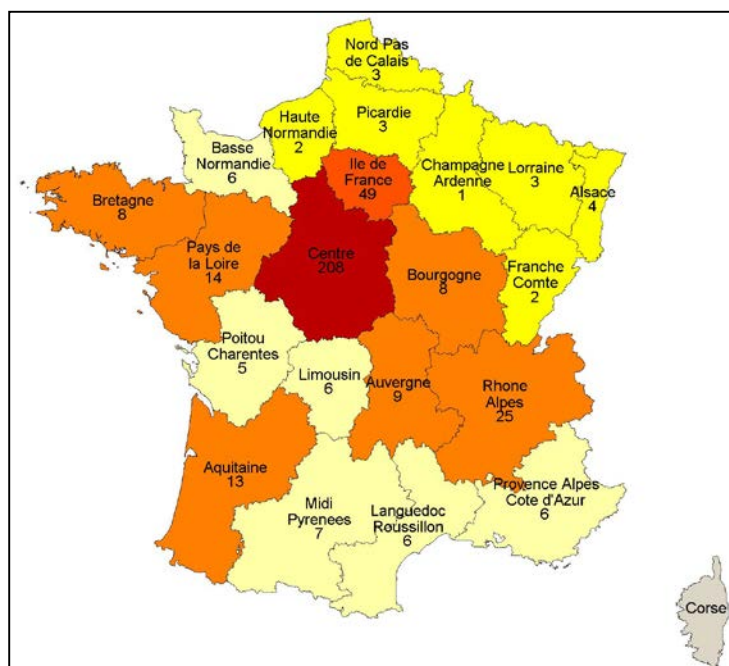 Nord Pas
de Calais
3
Picardie
3
Haute
Normandie
2
Basse
Normandie
6
Ile de
France
49
Champagne
Ardenne
1
Lorraine
3
Alsace
4
Bretagne
8
Pays de
la Loire
14
Centre
208
Bourgogne
8
Franche
Comte
2
Poitou
Charentes
5
Limousin
6
Auvergne
9
Rhone
Alpes
25
Aquitaine
13
Midi
Pyrenees
7
Languedoc
Roussillon
6
Provence Alpes
Cote d'Azur
6
Corse